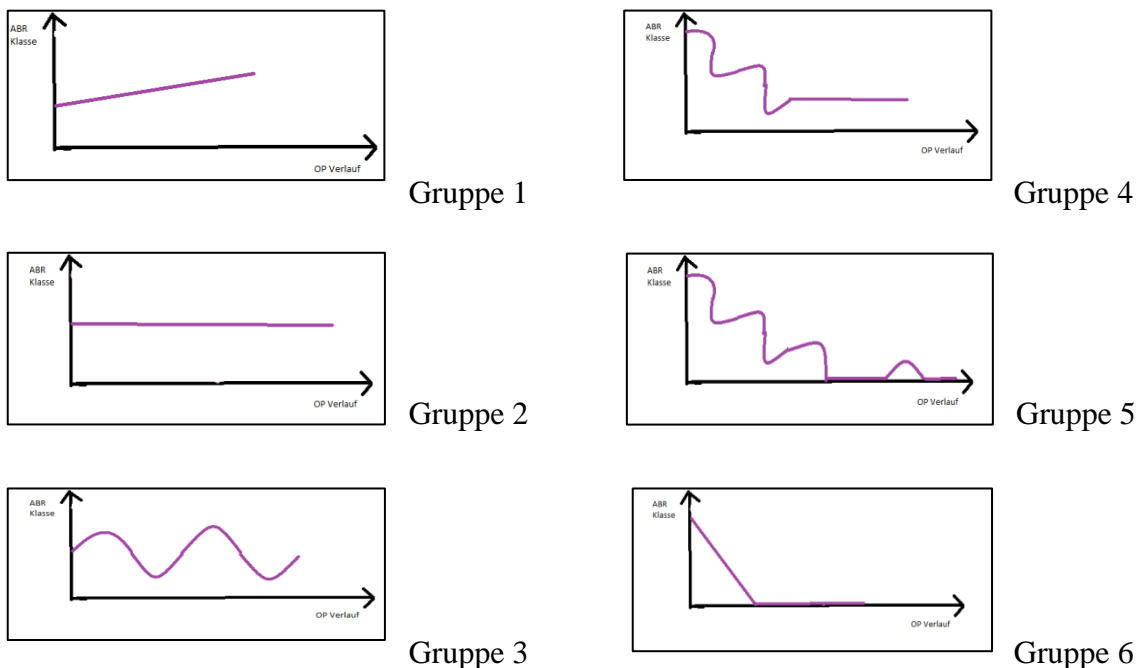 ABR
Klasse
OP Verlauf
Gruppe 1
ABR
Klasse
OP Verlauf
Gruppe 4
ABR
Klasse
OP Verlauf
Gruppe 2
ABR
Klasse
OP Verlauf
Gruppe 5
ABR
Klasse
OP Verlauf
Gruppe 3
ABR
Klasse
OP Verlauf
Gruppe 6